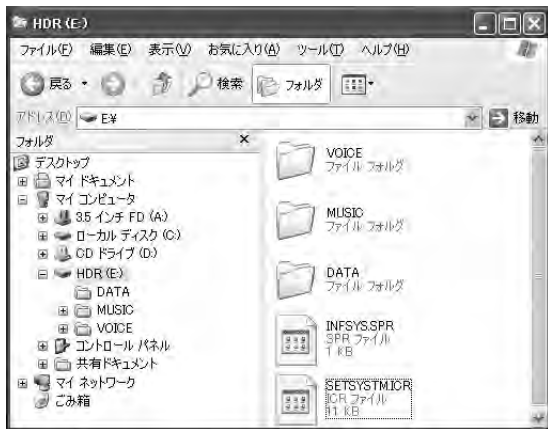 HDR (E:)
ファイル(F) 編集(E) 表示(V) お気に入り(A) ツール(T) ヘルプ(H)
戻る 検索 フォルダ
アドレス(D) E:¥ 移動
フォルダ ×
デスクトップ
マイ ドキュメント
マイ コンピュータ
3.5 インチ FD (A:)
ローカル ディスク (C:)
CD ドライブ (D:)
HDR (E:)
DATA
MUSIC
VOICE
コントロール パネル
共有ドキュメント
マイ ネットワーク
ごみ箱
VOICE
ファイル フォルダ
MUSIC
ファイル フォルダ
DATA
ファイル フォルダ
INFSYS.SPR
SPR ファイル
1 KB
SETSYSTM.ICR
ICR ファイル
11 KB